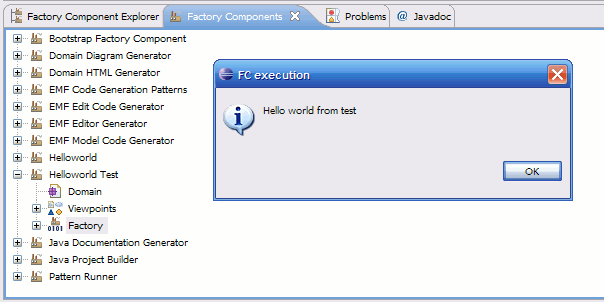 Factory Component Explorer
Factory Components
Problems
@ Javadoc
Bootstrap Factory Component
Domain Diagram Generator
Domain HTML Generator
EMF Code Generation Patterns
EMF Edit Code Generator
EMF Editor Generator
EMF Model Code Generator
Helloworld
Helloworld Test
Domain
Viewpoints
Factory
0101
Java Documentation Generator
Java Project Builder
Pattern Runner
FC execution
Hello world from test
OK